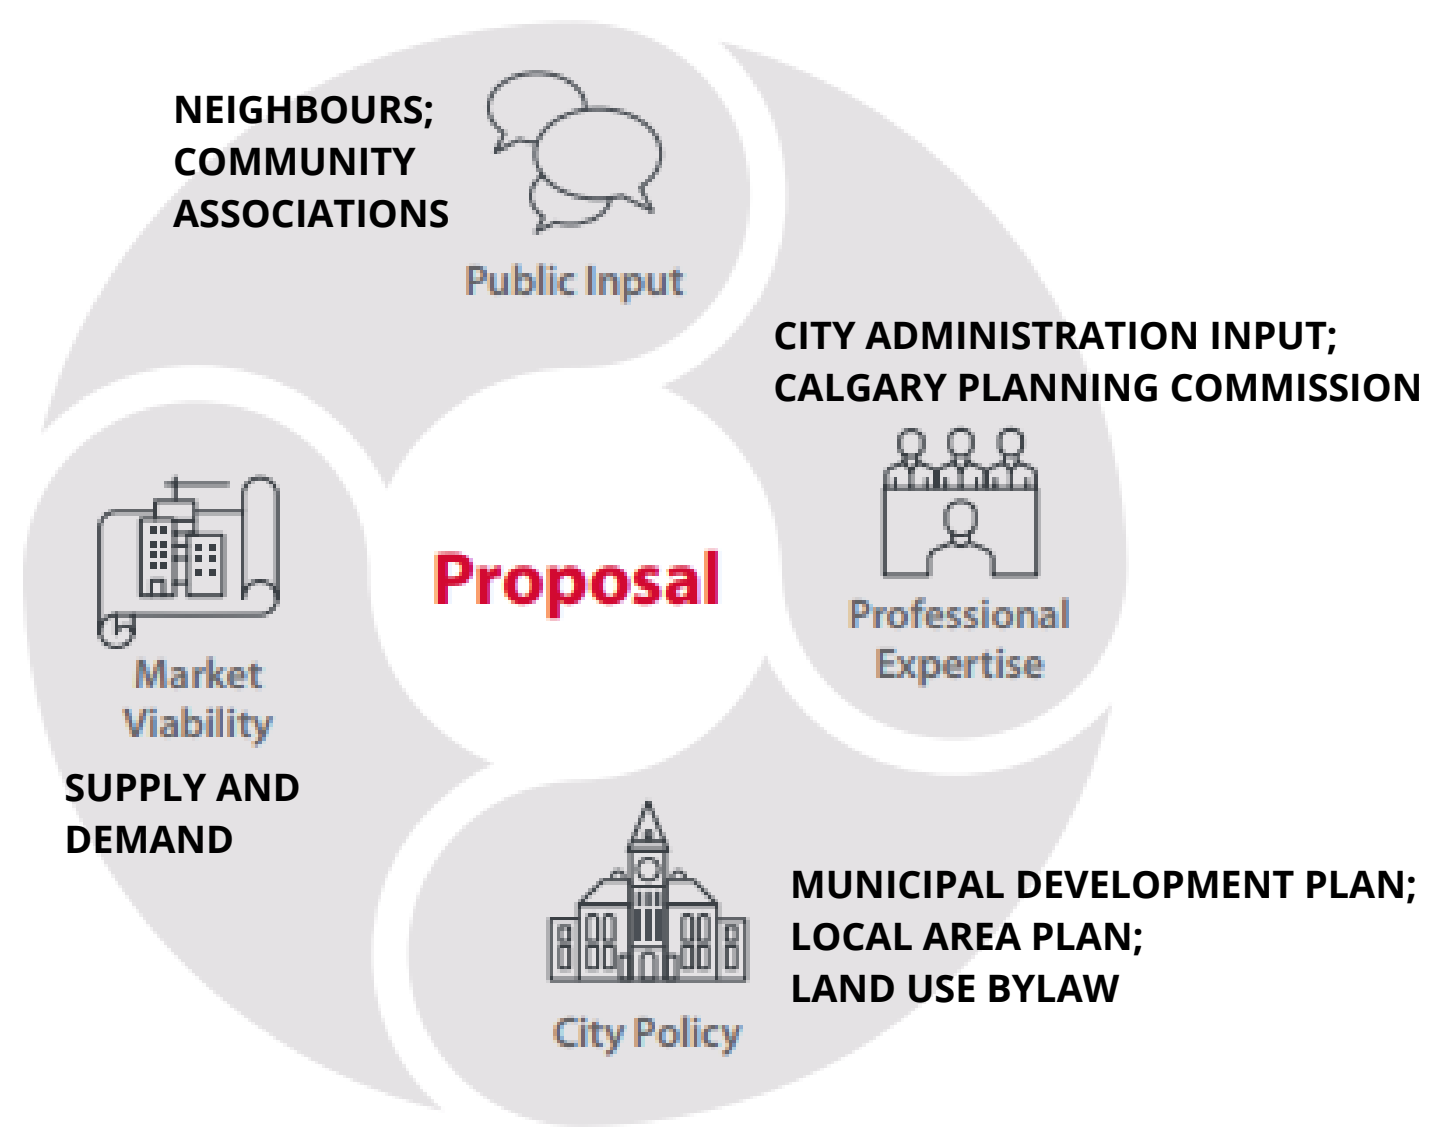 NEIGHBOURS;
COMMUNITY
ASSOCIATIONS
Public Input
CITY ADMINISTRATION INPUT;
CALGARY PLANNING COMMISSION
Professional
Expertise
Proposal
Market
Viability
SUPPLY AND
DEMAND
MUNICIPAL DEVELOPMENT PLAN;
LOCAL AREA PLAN;
LAND USE BYLAW
City Policy